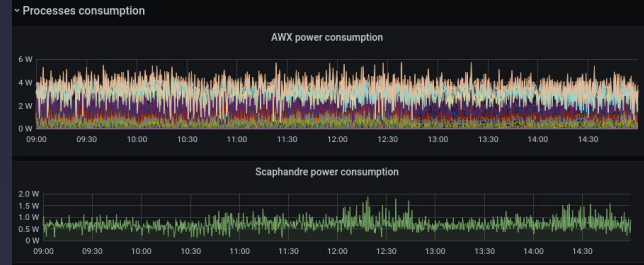 Processes consumption
AWX power consumption
6 W
4 W
2 W
0 W
09:00 09:30 10:00 10:30 11:00 11:30 12:00 12:30 13:00 13:30 14:00 14:30
Scaphandre power consumption
2.0 W
1.5 W
1.0 W
0.5 W
0 W
09:00 09:30 10:00 10:30 11:00 11:30 12:00 12:30 13:00 13:30 14:00 14:30